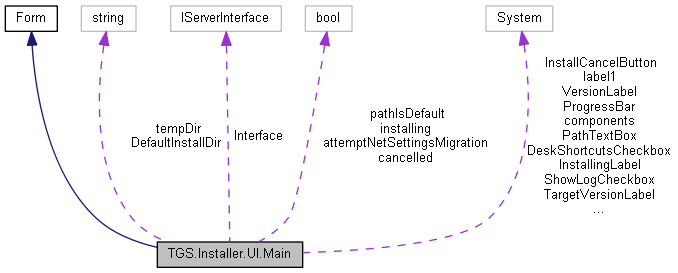 Form
string
IServerInterface
bool
System
tempDir
DefaultInstallDir
Interface
pathIsDefault
installing
attemptNetSettingsMigration
cancelled
InstallCancelButton
label1
VersionLabel
ProgressBar
components
PathTextBox
DeskShortcutsCheckbox
InstallingLabel
ShowLogCheckbox
TargetVersionLabel
...
TGS.Installer.UI.Main